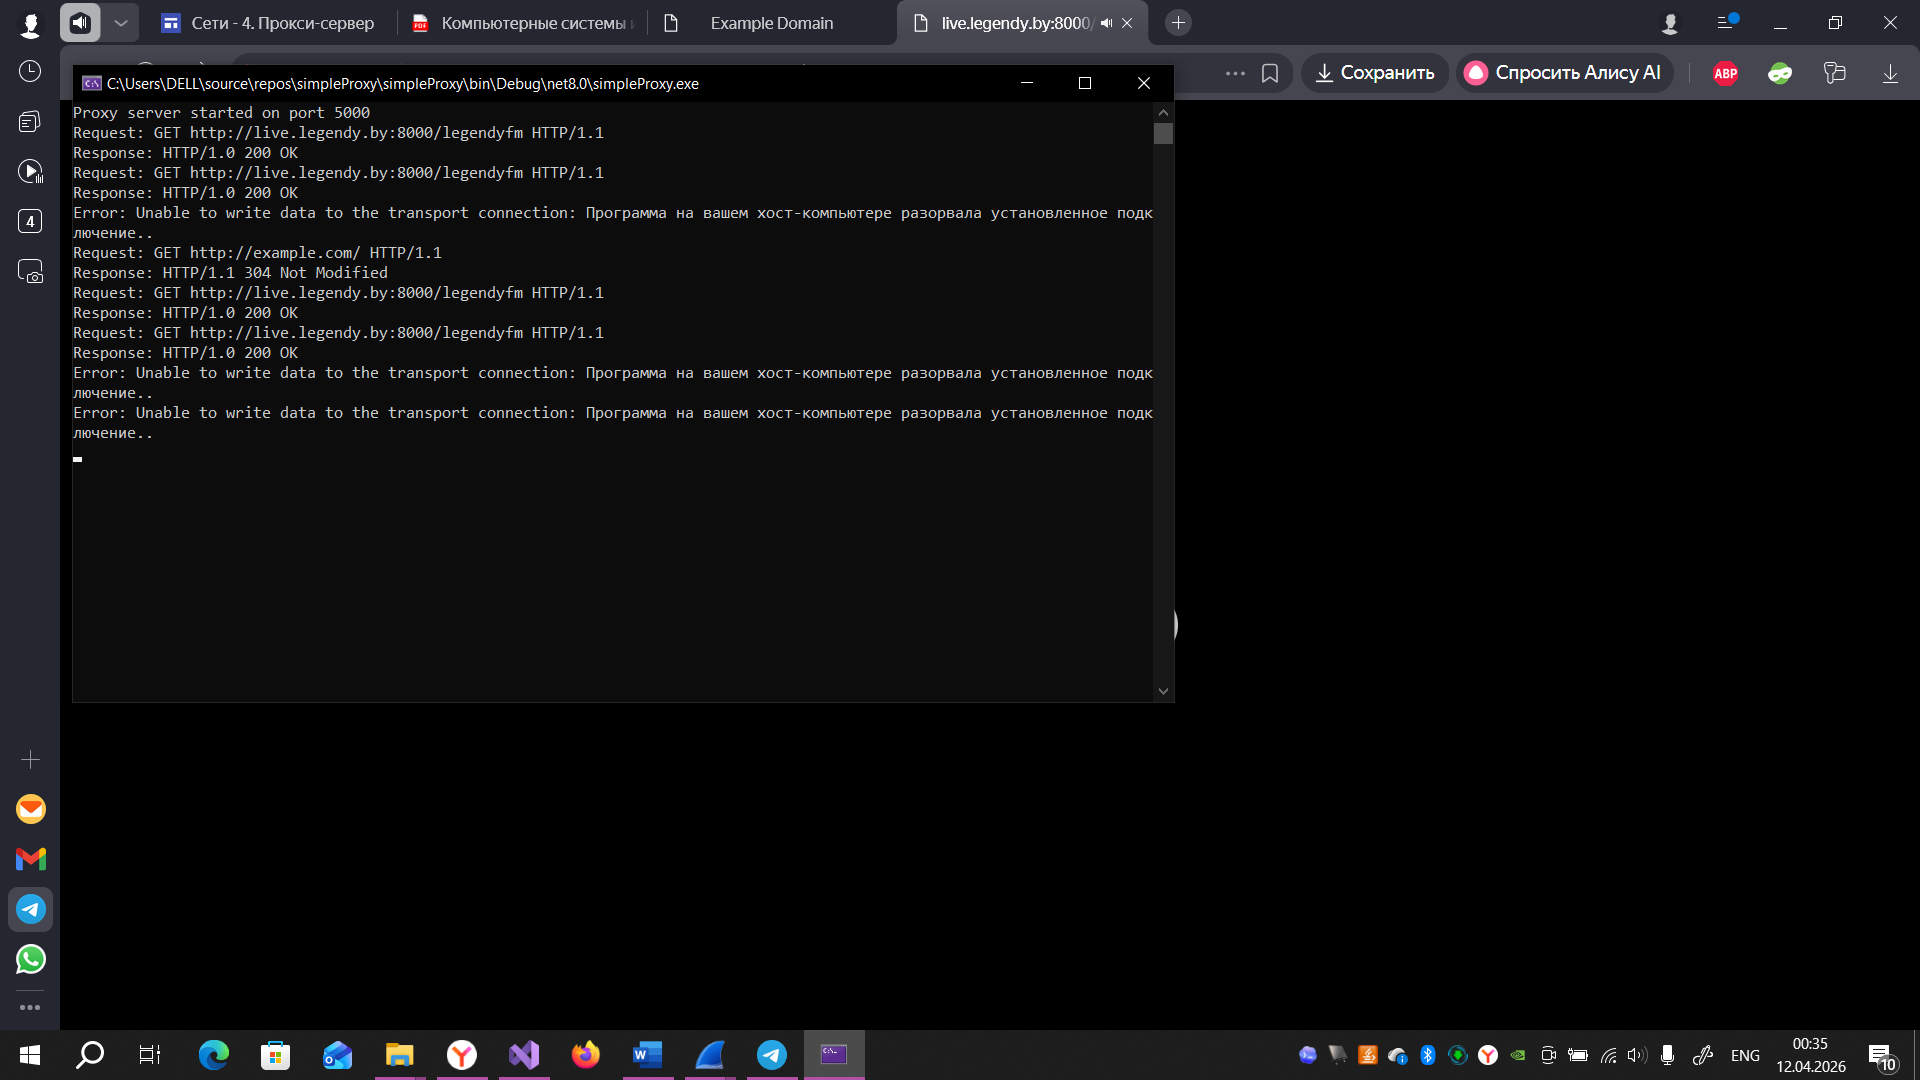 Сети - 4. Прокси-сервер
Компьютерные системы и
Example Domain
live.legendy.by:8000/
Сохранить
Спросить Алису AI
ABP
C:\Users\DELL\source\repos\simpleProxy\simpleProxy\bin\Debug\net8.0\simpleProxy.exe
Proxy server started on port 5000
Request: GET http://live.legendy.by:8000/legendyfm HTTP/1.1
Response: HTTP/1.0 200 OK
Request: GET http://live.legendy.by:8000/legendyfm HTTP/1.1
Response: HTTP/1.0 200 OK
Error: Unable to write data to the transport connection: Программа на вашем хост-компьютере разорвала установленное подк
лючение..
Request: GET http://example.com/ HTTP/1.1
Response: HTTP/1.1 304 Not Modified
Request: GET http://live.legendy.by:8000/legendyfm HTTP/1.1
Response: HTTP/1.0 200 OK
Request: GET http://live.legendy.by:8000/legendyfm HTTP/1.1
Response: HTTP/1.0 200 OK
Error: Unable to write data to the transport connection: Программа на вашем хост-компьютере разорвала установленное подк
лючение..
Error: Unable to write data to the transport connection: Программа на вашем хост-компьютере разорвала установленное подк
лючение..
4
ENG
00:35
12.04.2026
10